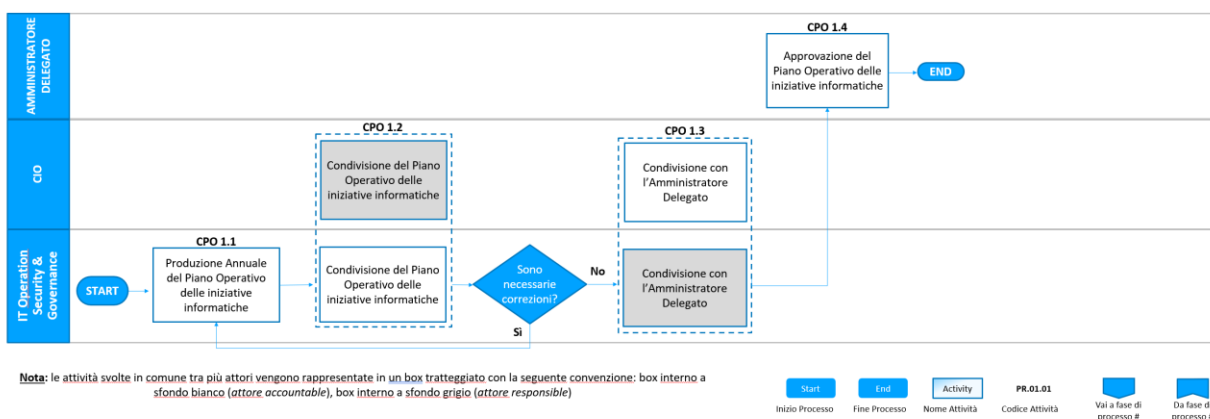 AMMINISTRATORE
DELEGATO
CPO 1.4
Approvazione del
Piano Operativo delle
iniziative informatiche
END
CIO
CPO 1.2
Condivisione del Piano
Operativo delle
iniziative informatiche
CPO 1.3
Condivisione con
l'Amministratore
Delegato
IT Operation
Security &
Governance
START
CPO 1.1
Produzione Annuale
del Piano Operativo
delle iniziative
informatiche
Condivisione del Piano
Operativo delle
iniziative informatiche
Sono
necessarie
correzioni?
No
Sì
Condivisione con
l'Amministratore
Delegato
Nota: le attività svolte in comune tra più attori vengono rappresentate in un box tratteggiato con la seguente convenzione: box interno a
sfondo bianco (attore accountable), box interno a sfondo grigio (attore responsible)
Start
Inizio Processo
End
Fine Processo
Activity
Nome Attività
PR.01.01
Codice Attività
Vai a fase di
processo #
Da fase di
processo